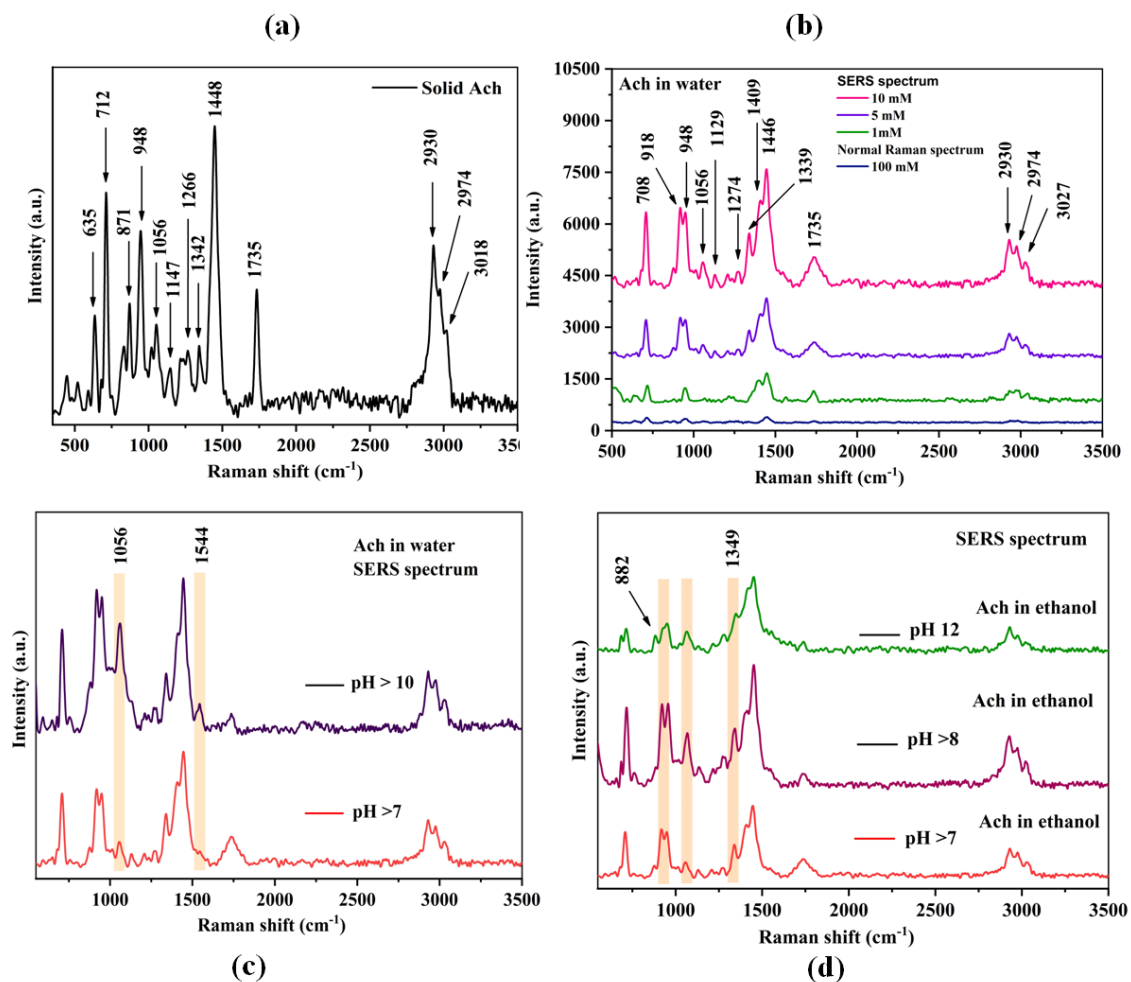 (a)
Solid Ach
635
712
871
948
1056
1147
1266
1342
1448
1735
2930
2974
3018
Intensity (a.u.)
500 1000 1500 2000 2500 3000 3500
Raman shift (cm-1)
(b)
Ach in water
SERS spectrum
10 mM
5 mM
1mM
Normal Raman spectrum
100 mM
708
918
948
1056
1129
1274
1409
1446
1339
1735
2930
2974
3027
10500
9000
7500
6000
4500
3000
1500
0
Intensity (a.u.)
500 1000 1500 2000 2500 3000 3500
Raman shift (cm-1)
1056
1544
Ach in water
SERS spectrum
pH > 10
pH >7
Intensity (a.u.)
1000 1500 2000 2500 3000 3500
Raman shift (cm-1)
(c)
882
1349
SERS spectrum
Ach in ethanol
pH 12
Ach in ethanol
pH >8
Ach in ethanol
pH >7
Intensity (a.u.)
1000 1500 2000 2500 3000 3500
Raman shift (cm-1)
(d)